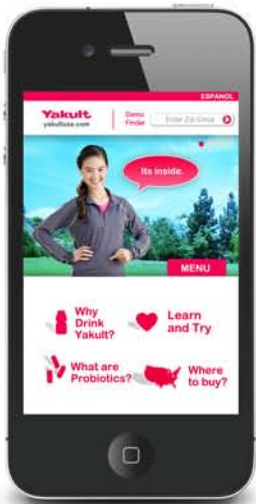 ESPANOL
Yakult
yakultusa.com
Demo
Finder
Enter Zip Code
Its inside.
MENU
Why
Drink
Yakult?
Learn
and Try
What are
Probiotics?
Where
to buy?